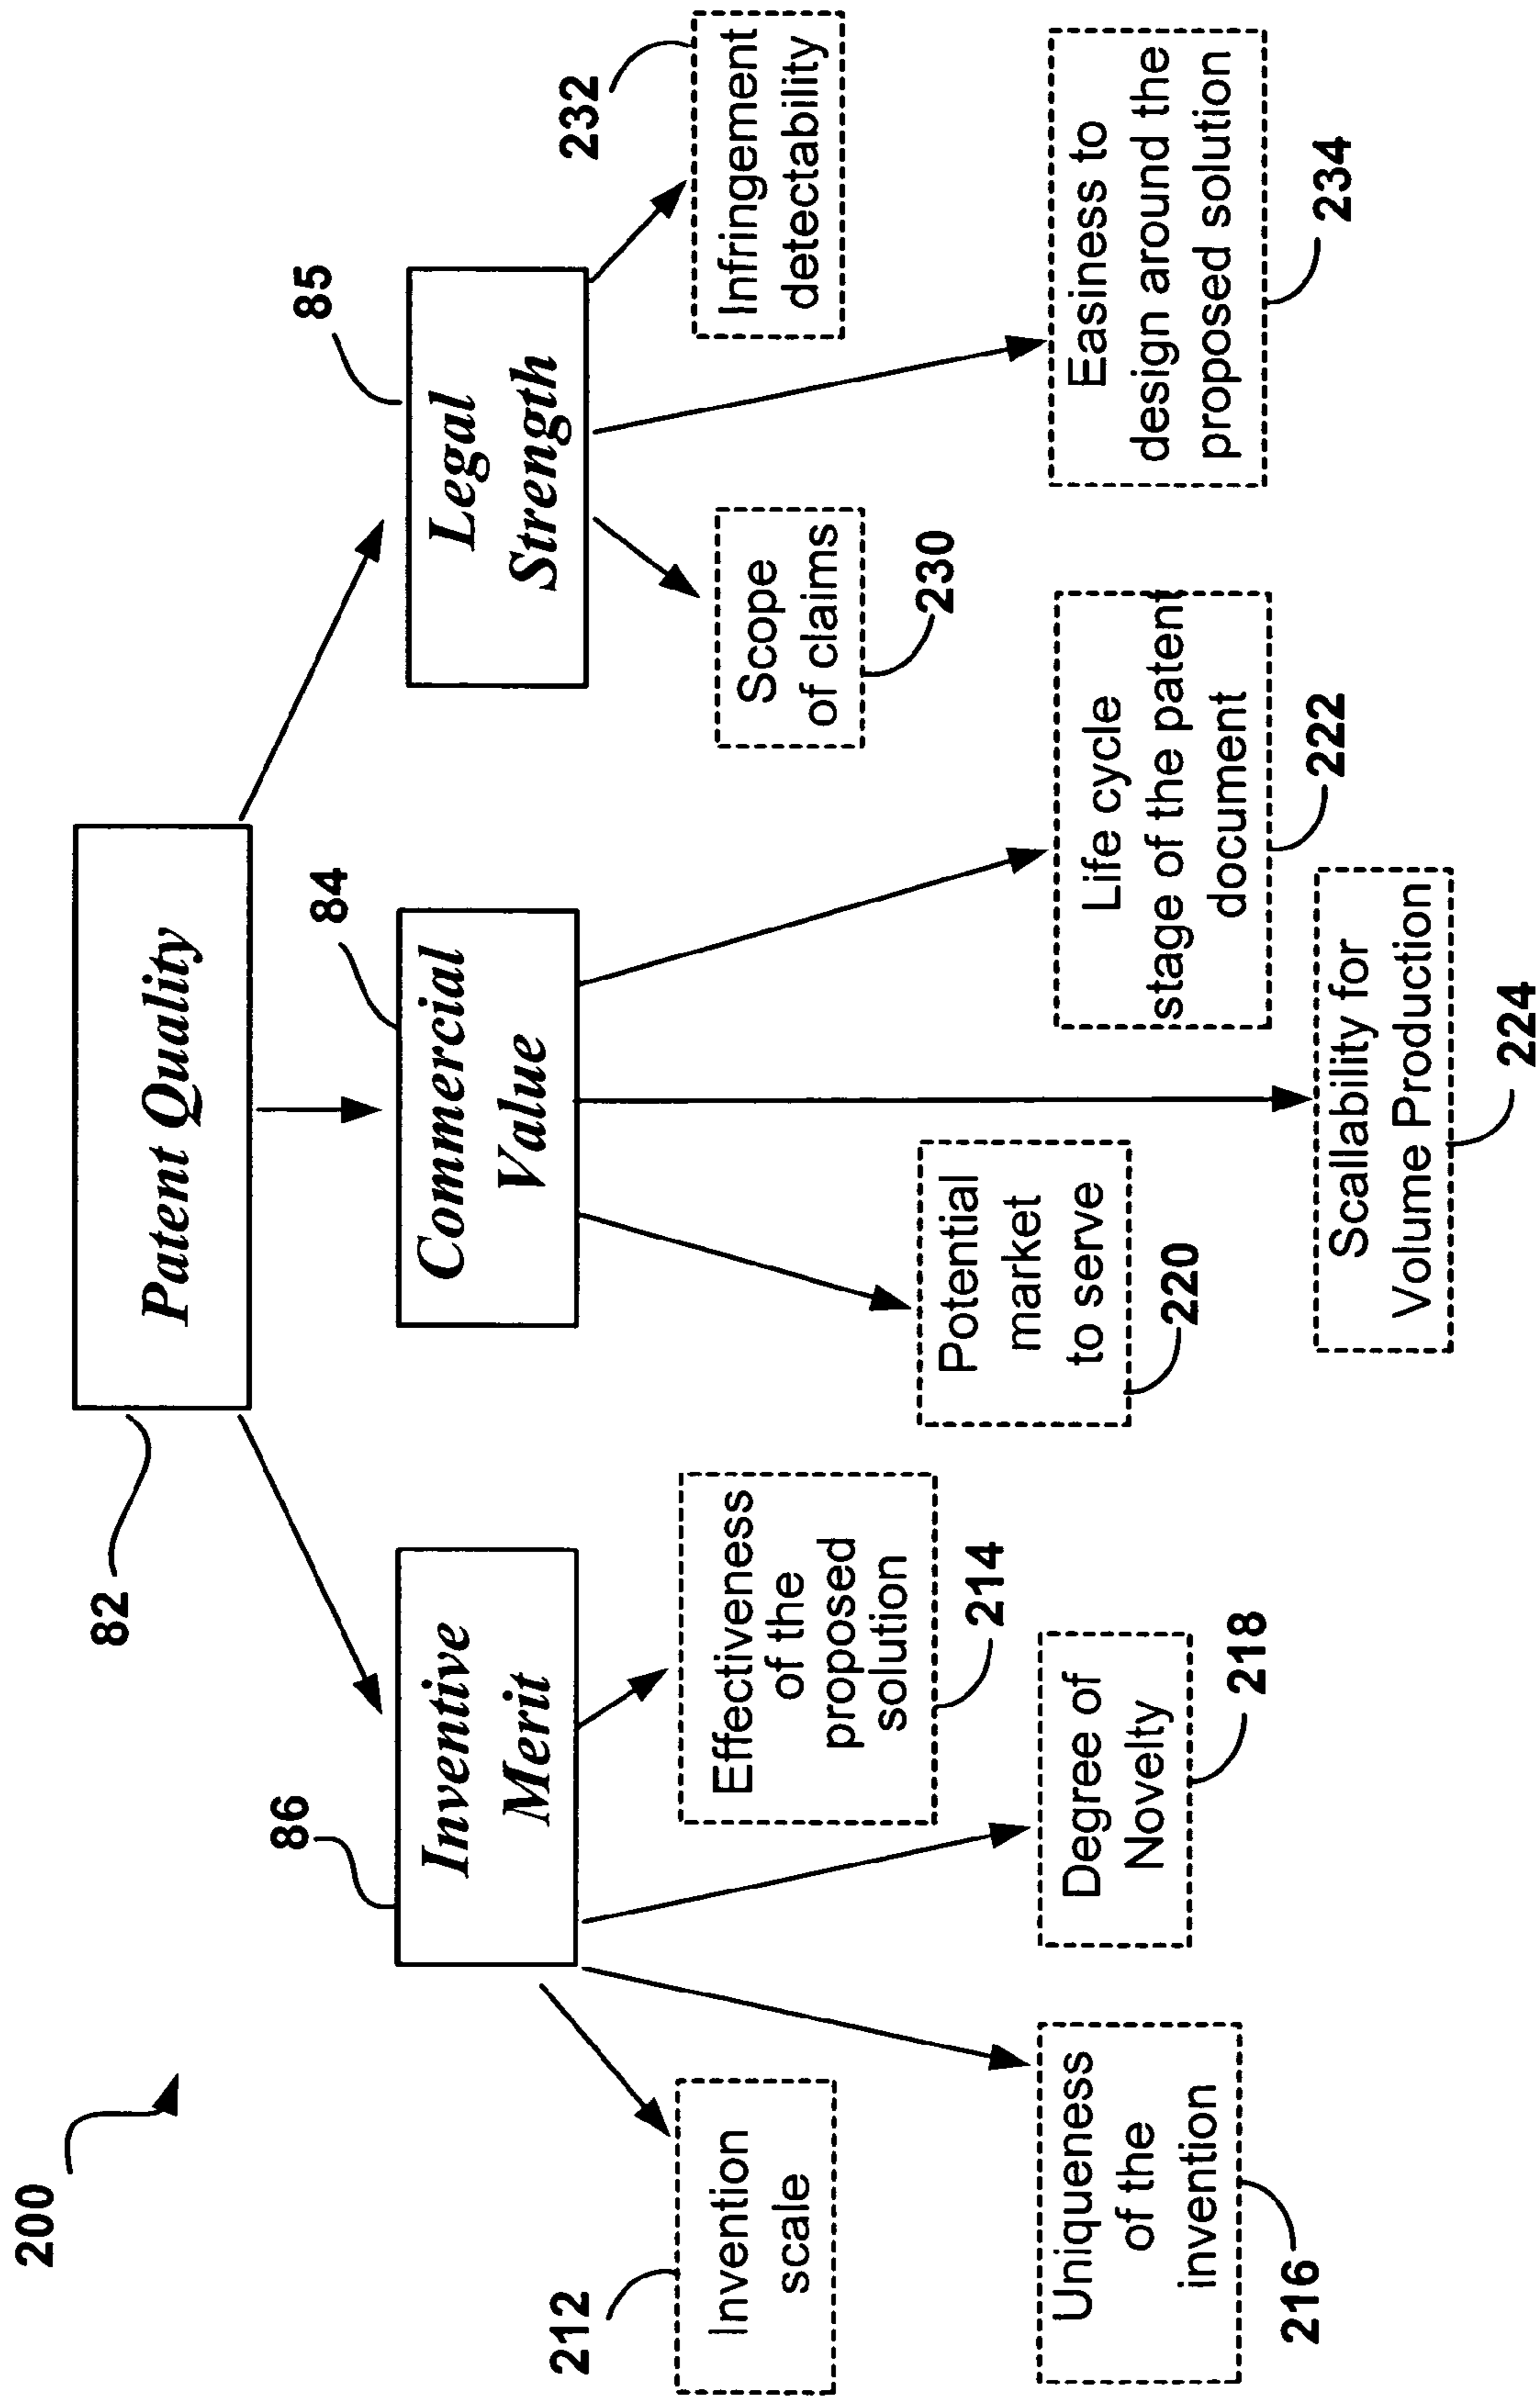 200
82
Patent Quality
86
Inventive
Merit
84
Commercial
Value
85
Legal
Strength
212
Invention
scale
Effectiveness
of the
proposed
solution
214
Uniqueness
of the
invention
216
Degree of
Novelty
218
Potential
market
to serve
220
Life cycle
stage of the patent
document
222
Scallability for
Volume Production
224
Scope
of claims
230
232
Infringement
detectability
Easiness to
design around the
proposed solution
234